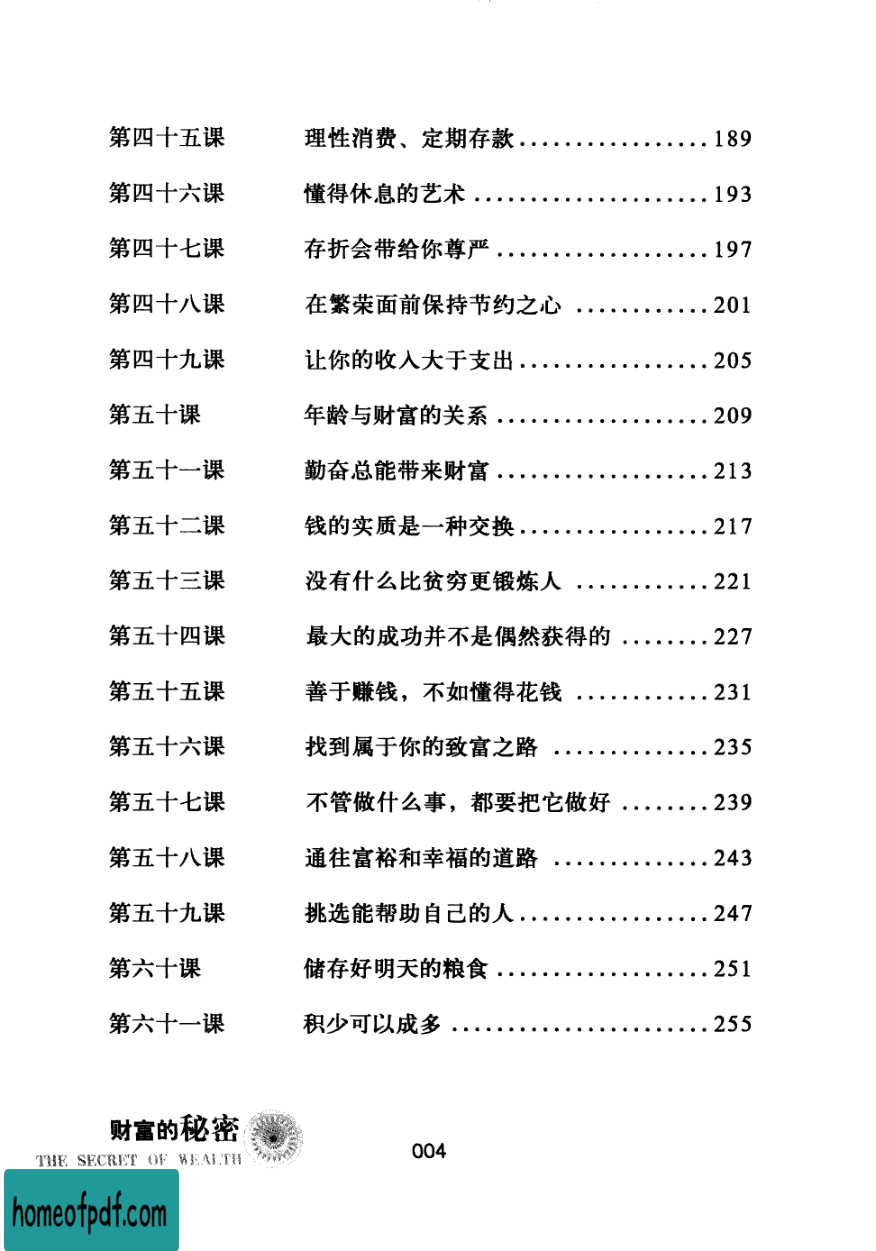 第四十五课 理性消费、定期存款.................189
第四十六课 懂得休息的艺术.....................193
第四十七课 存折会带给你尊严...................197
第四十八课 在繁荣面前保持节约之心............201
第四十九课 让你的收入大于支出.................205
第五十课 年龄与财富的关系...................209
第五十一课 勤奋总能带来财富...................213
第五十二课 钱的实质是一种交换.................217
第五十三课 没有什么比贫穷更锻炼人............221
第五十四课 最大的成功并不是偶然获得的........227
第五十五课 善于赚钱，不如懂得花钱............231
第五十六课 找到属于你的致富之路..............235
第五十七课 不管做什么事，都要把它做好........239
第五十八课 通往富裕和幸福的道路..............243
第五十九课 挑选能帮助自己的人.................247
第六十课 储存好明天的粮食...................251
第六十一课 积少可以成多.......................255
财富的秘密
THE SECRET OF WEALTH
004
homeofpdf.com